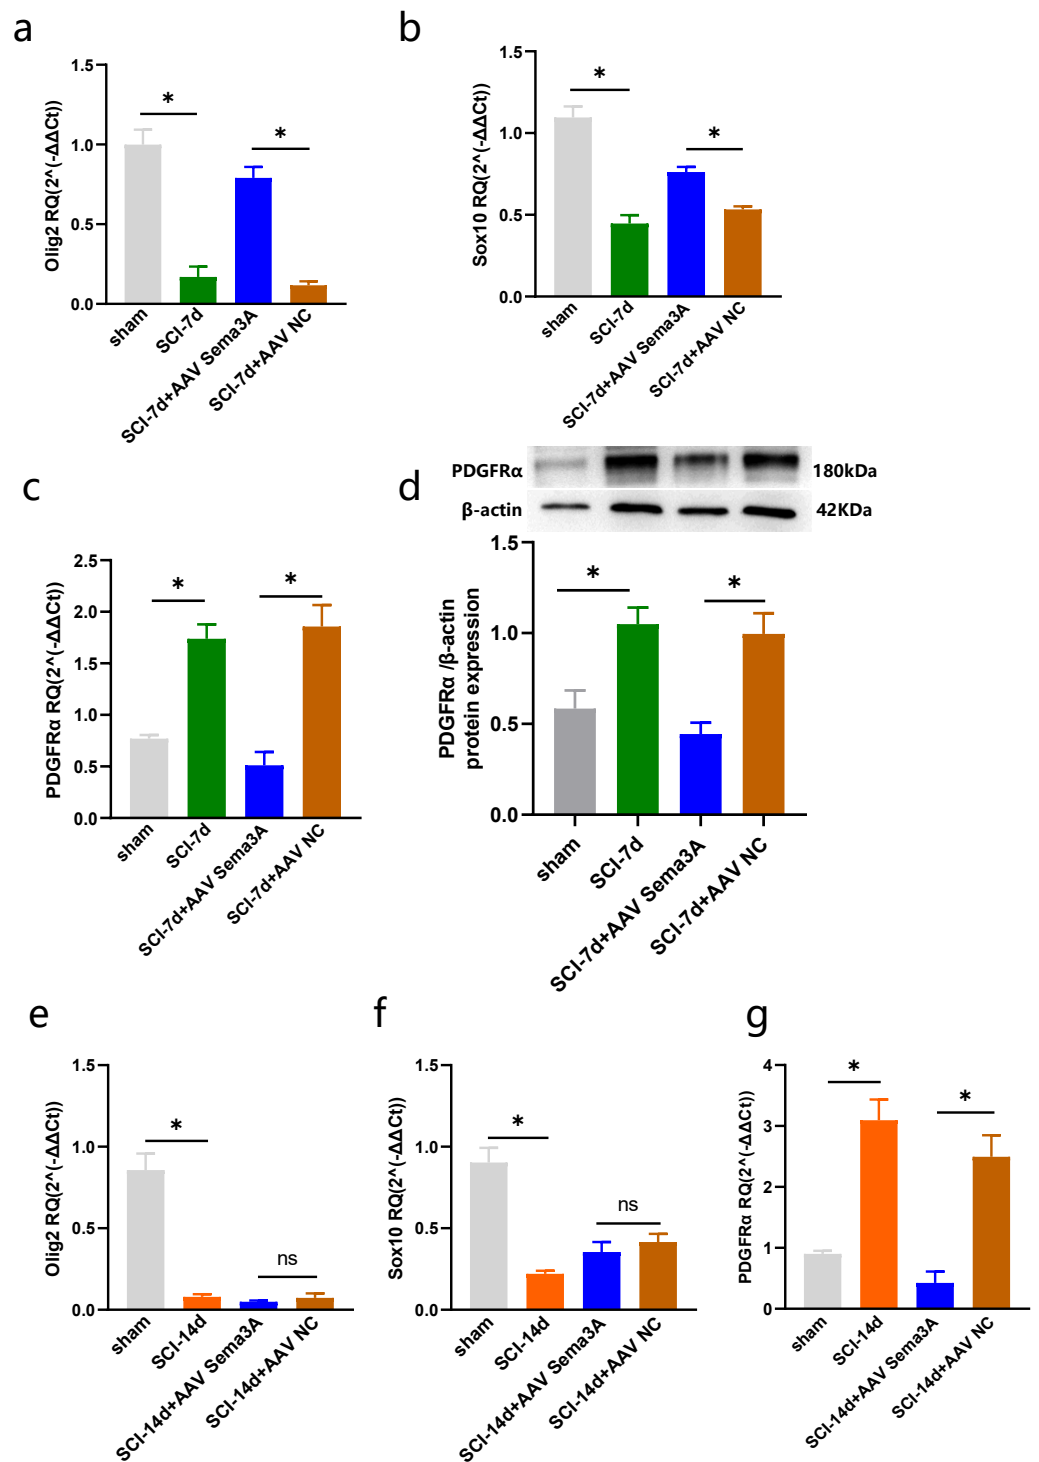 a
1.5
1.0
0.5
0.0
Olig2 RQ(2^(-ΔΔCt))
*
*
sham
SCI-7d
SCI-7d+AAV Sema3A
SCI-7d+AAV NC
b
1.5
1.0
0.5
0.0
Sox10 RQ(2^(-ΔΔCt))
*
*
sham
SCI-7d
SCI-7d+AAV Sema3A
SCI-7d+AAV NC
c
2.5
2.0
1.5
1.0
0.5
0.0
PDGFRα RQ(2^(-ΔΔCt))
*
*
sham
SCI-7d
SCI-7d+AAV Sema3A
SCI-7d+AAV NC
d
PDGFRα 180kDa
β-actin 42KDa
1.5
1.0
0.5
0.0
PDGFRα /β-actin
protein expression
*
*
sham
SCI-7d
SCI-7d+AAV Sema3A
SCI-7d+AAV NC
e
1.5
1.0
0.5
0.0
Olig2 RQ(2^(-ΔΔCt))
*
ns
sham
SCI-14d
SCI-14d+AAV Sema3A
SCI-14d+AAV NC
f
1.5
1.0
0.5
0.0
Sox10 RQ(2^(-ΔΔCt))
*
ns
sham
SCI-14d
SCI-14d+AAV Sema3A
SCI-14d+AAV NC
g
4
3
2
1
0
PDGFRα RQ(2^(-ΔΔCt))
*
*
sham
SCI-14d
SCI-14d+AAV Sema3A
SCI-14d+AAV NC